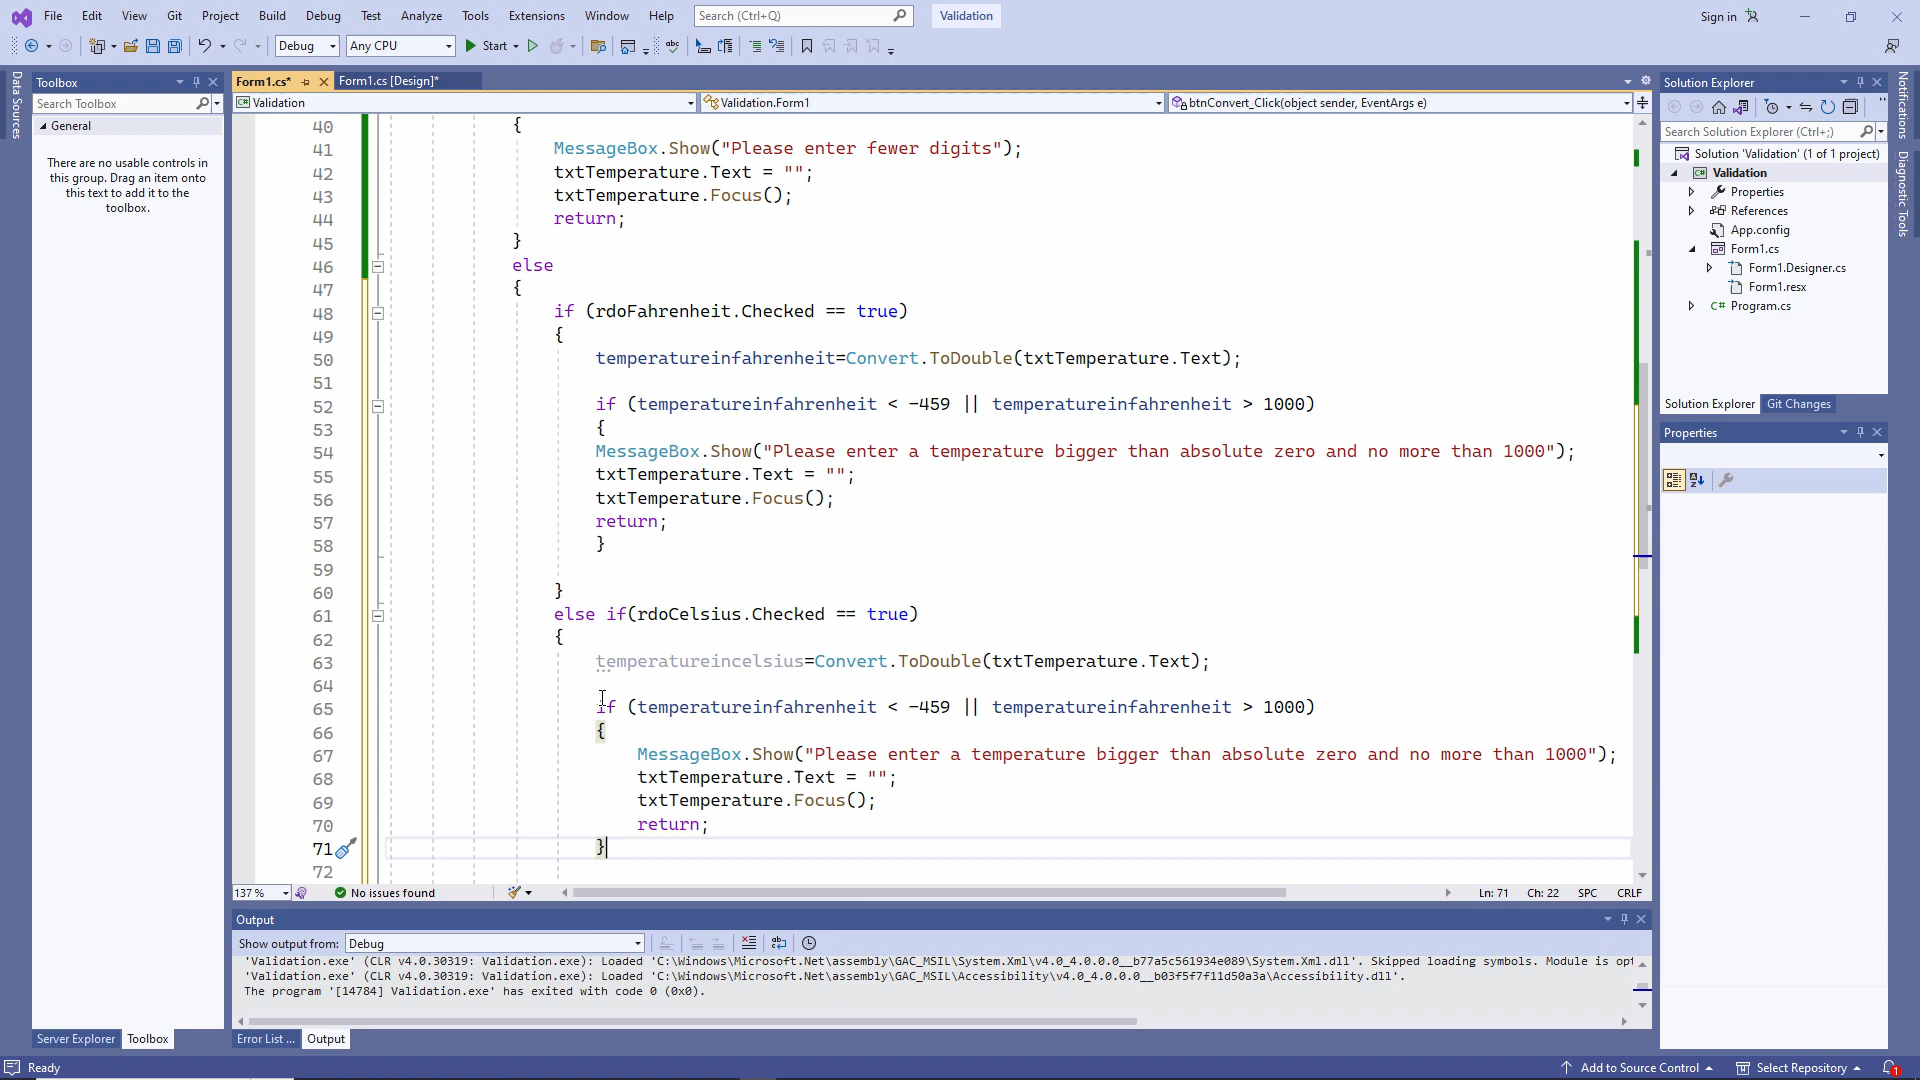 File Edit View Git Project Build Debug Test Analyze Tools Extensions Window Help Search (Ctrl+Q) Validation Sign in
Debug Any CPU Start
Data Sources
Toolbox
Search Toolbox
General
There are no usable controls in
this group. Drag an item onto
this text to add it to the
toolbox.
Server Explorer Toolbox
Form1.cs* Form1.cs [Design]*
Validation Validation.Form1 btnConvert_Click(object sender, EventArgs e)
40 {
41 MessageBox.Show("Please enter fewer digits");
42 txtTemperature.Text = "";
43 txtTemperature.Focus();
44 return;
45 }
46 else
47 {
48 if (rdoFahrenheit.Checked == true)
49 {
50 temperatureinfahrenheit=Convert.ToDouble(txtTemperature.Text);
51
52 if (temperatureinfahrenheit < -459 || temperatureinfahrenheit > 1000)
53 {
54 MessageBox.Show("Please enter a temperature bigger than absolute zero and no more than 1000");
55 txtTemperature.Text = "";
56 txtTemperature.Focus();
57 return;
58 }
59
60 }
61 else if(rdoCelsius.Checked == true)
62 {
63 temperatureincelsius=Convert.ToDouble(txtTemperature.Text);
64
65 if (temperatureinfahrenheit < -459 || temperatureinfahrenheit > 1000)
66 {
67 MessageBox.Show("Please enter a temperature bigger than absolute zero and no more than 1000");
68 txtTemperature.Text = "";
69 txtTemperature.Focus();
70 return;
71 }
72
137 % No issues found Ln: 71 Ch: 22 SPC CRLF
Output
Show output from: Debug
'Validation.exe' (CLR v4.0.30319: Validation.exe): Loaded 'C:\Windows\Microsoft.Net\assembly\GAC_MSIL\System.Xml\v4.0_4.0.0.0__b77a5c561934e089\System.Xml.dll'. Skipped loading symbols. Module is opt
'Validation.exe' (CLR v4.0.30319: Validation.exe): Loaded 'C:\Windows\Microsoft.Net\assembly\GAC_MSIL\Accessibility\v4.0_4.0.0.0__b03f5f7f11d50a3a\Accessibility.dll'.
The program '[14784] Validation.exe' has exited with code 0 (0x0).
Error List ... Output
Solution Explorer
Search Solution Explorer (Ctrl+;)
Solution 'Validation' (1 of 1 project)
Validation
Properties
References
App.config
Form1.cs
Form1.Designer.cs
Form1.resx
Program.cs
Solution Explorer Git Changes
Properties
Notifications
Diagnostic Tools
Ready Add to Source Control Select Repository 1